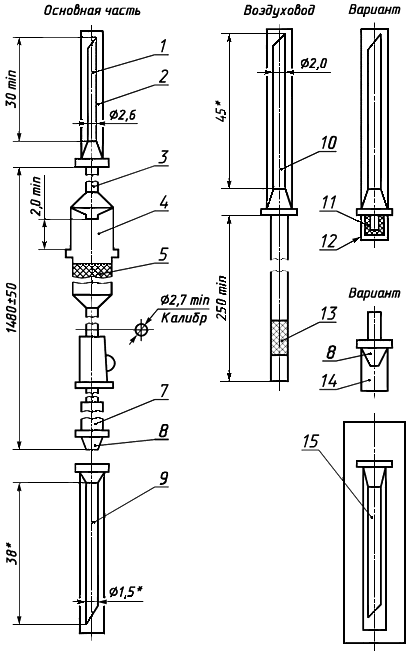 Основная часть
Воздуховод
Вариант
30 min
1
2
Ø2,6
3
2,0 min
4
5
1480±50
Ø2,7 min
Калибр
7
8
9
38*
Ø1,5*
45*
Ø2,0
10
250 min
13
11
12
Вариант
8
14
15